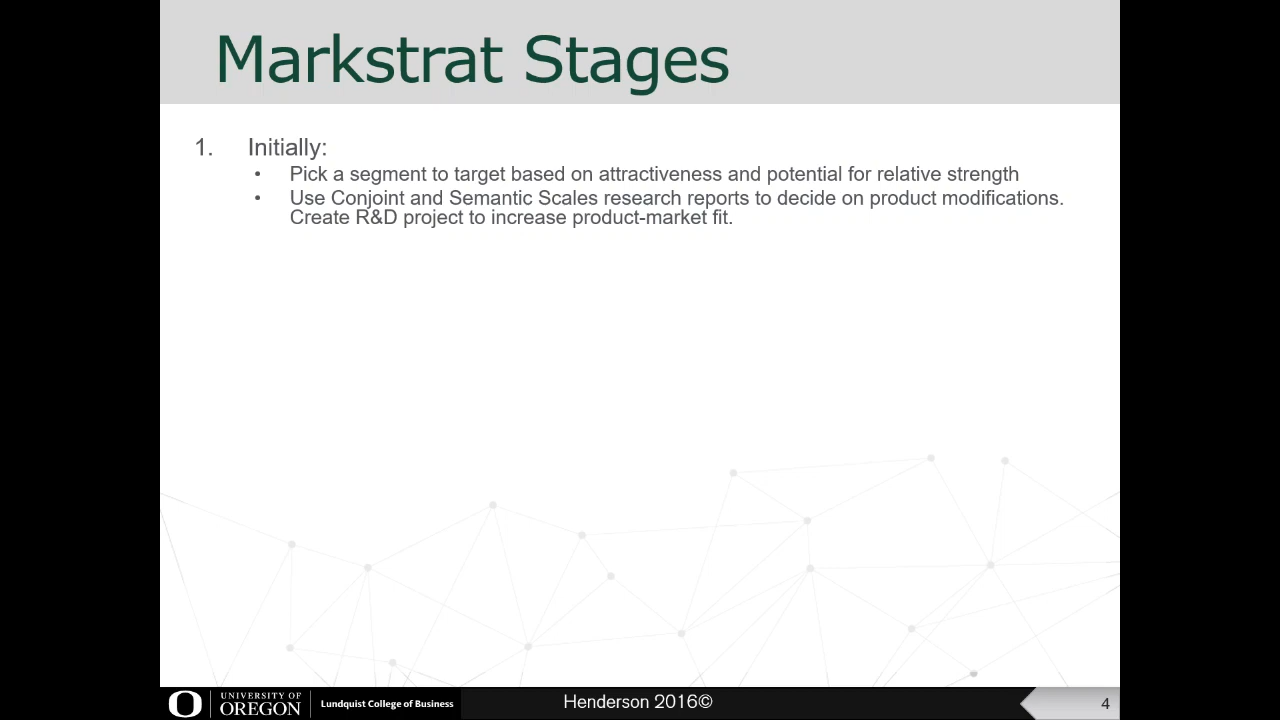 Markstrat Stages
1. Initially:
• Pick a segment to target based on attractiveness and potential for relative strength
• Use Conjoint and Semantic Scales research reports to decide on product modifications.
Create R&D project to increase product-market fit.
O UNIVERSITY OF
OREGON
Lundquist College of Business
Henderson 2016©
4